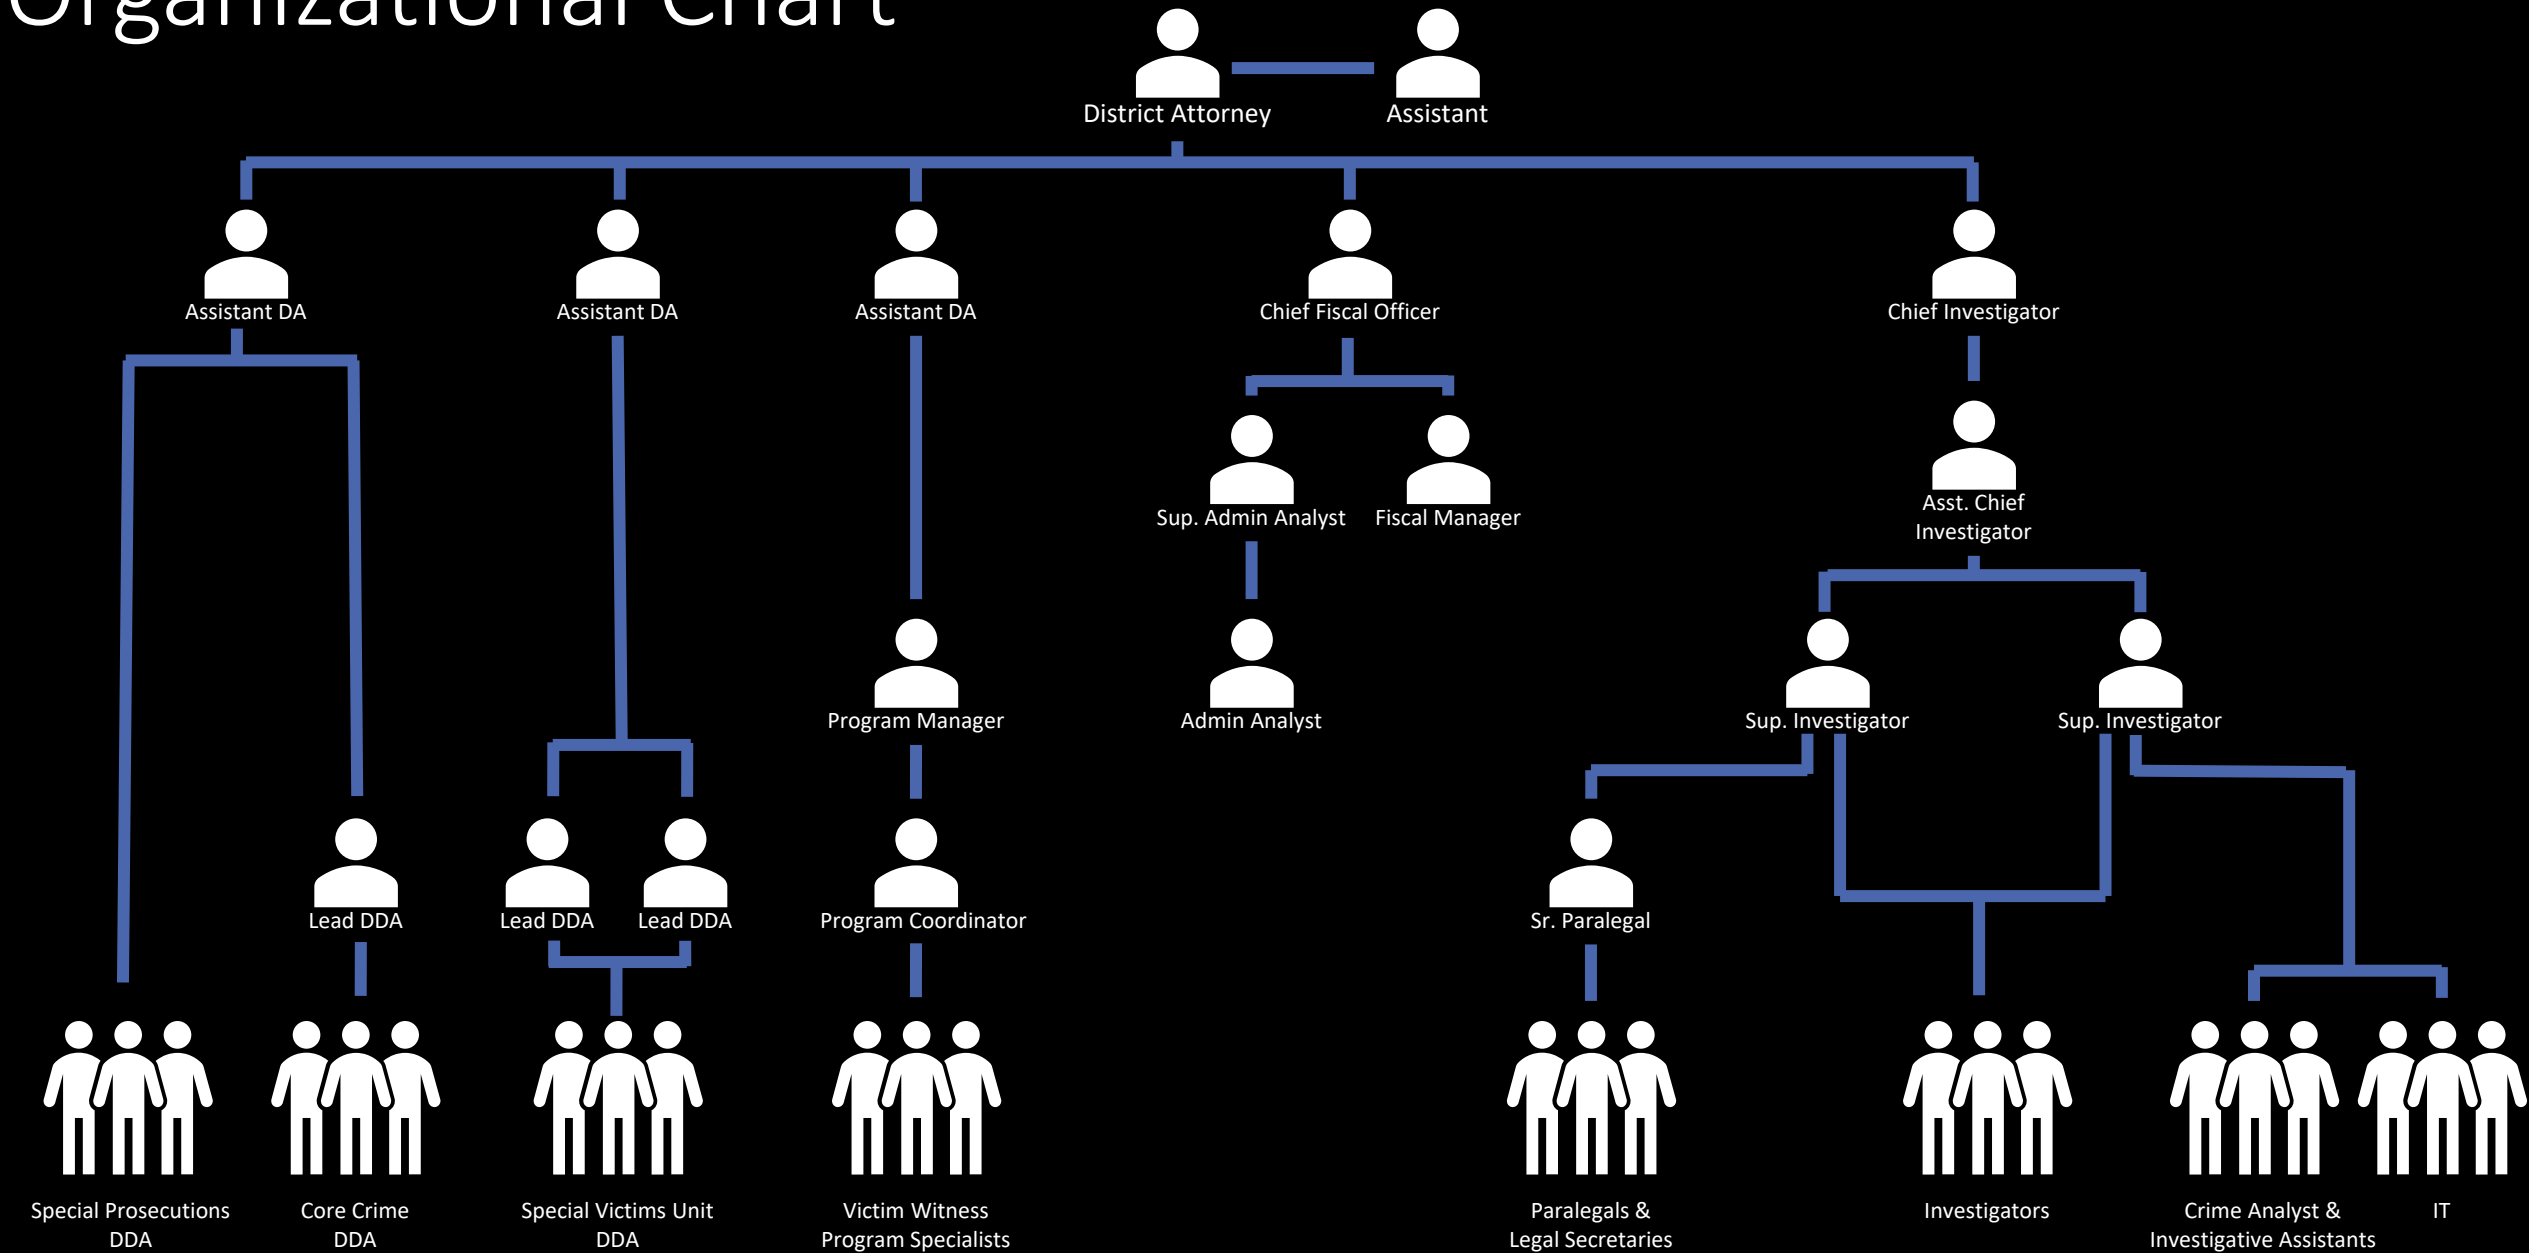 Organizational Chart
District Attorney
Assistant
Assistant DA
Assistant DA
Assistant DA
Chief Fiscal Officer
Chief Investigator
Sup. Admin Analyst
Fiscal Manager
Asst. Chief
Investigator
Program Manager
Admin Analyst
Sup. Investigator
Sup. Investigator
Lead DDA
Lead DDA
Lead DDA
Program Coordinator
Sr. Paralegal
Special Prosecutions
DDA
Core Crime
DDA
Special Victims Unit
DDA
Victim Witness
Program Specialists
Paralegals &
Legal Secretaries
Investigators
Crime Analyst &
Investigative Assistants
IT